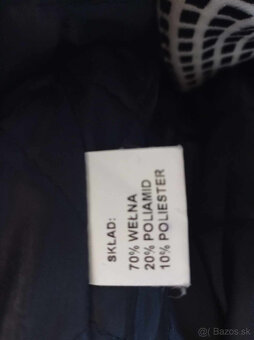 SKŁAD:
70% WEŁNA
20% POLIAMID
10% POLIESTER
bazos.sk